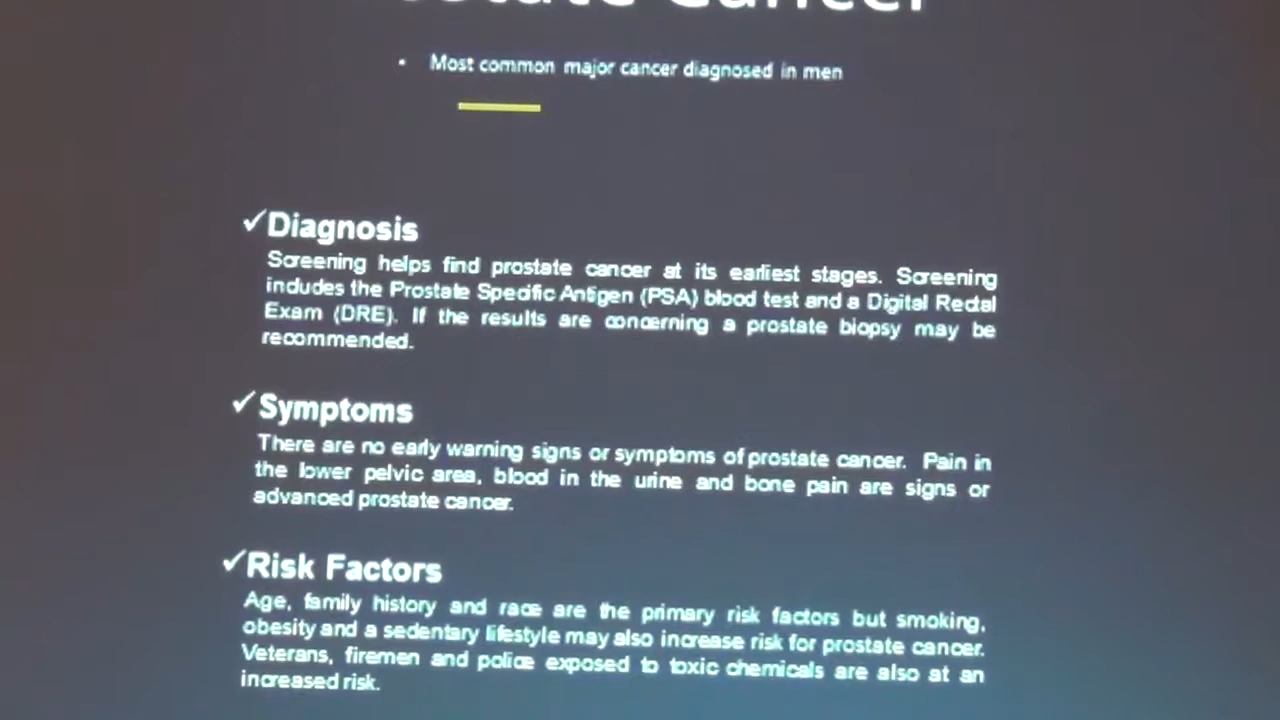 Cancer
• Most common major cancer diagnosed in men
✓Diagnosis
Screening helps find prostate cancer at its earliest stages. Screening
includes the Prostate Specific Antigen (PSA) blood test and a Digital Rectal
Exam (DRE). If the results are concerning a prostate biopsy may be
recommended.
✓Symptoms
There are no early warning signs or symptoms of prostate cancer. Pain in
the lower pelvic area, blood in the urine and bone pain are signs or
advanced prostate cancer.
✓Risk Factors
Age, family history and race are the primary risk factors but smoking,
obesity and a sedentary lifestyle may also increase risk for prostate cancer.
Veterans, firemen and police exposed to toxic chemicals are also at an
increased risk.